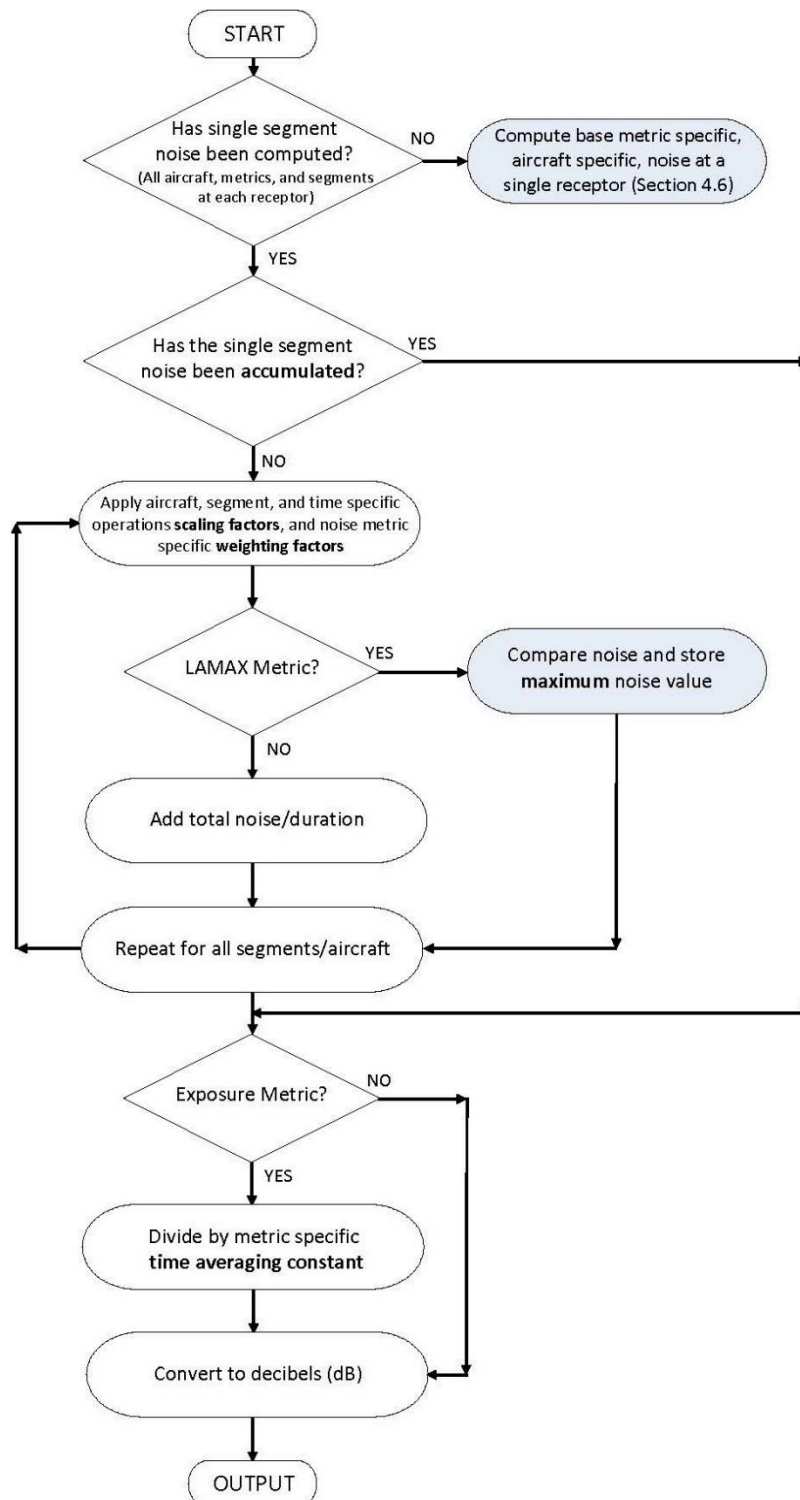 START
Has single segment
noise been computed?
(All aircraft, metrics, and segments
at each receptor)
NO
Compute base metric specific,
aircraft specific, noise at a
single receptor (Section 4.6)
YES
Has the single segment
noise been accumulated?
YES
NO
Apply aircraft, segment, and time specific
operations scaling factors, and noise metric
specific weighting factors
LAMAX Metric?
YES
Compare noise and store
maximum noise value
NO
Add total noise/duration
Repeat for all segments/aircraft
Exposure Metric?
NO
YES
Divide by metric specific
time averaging constant
Convert to decibels (dB)
OUTPUT